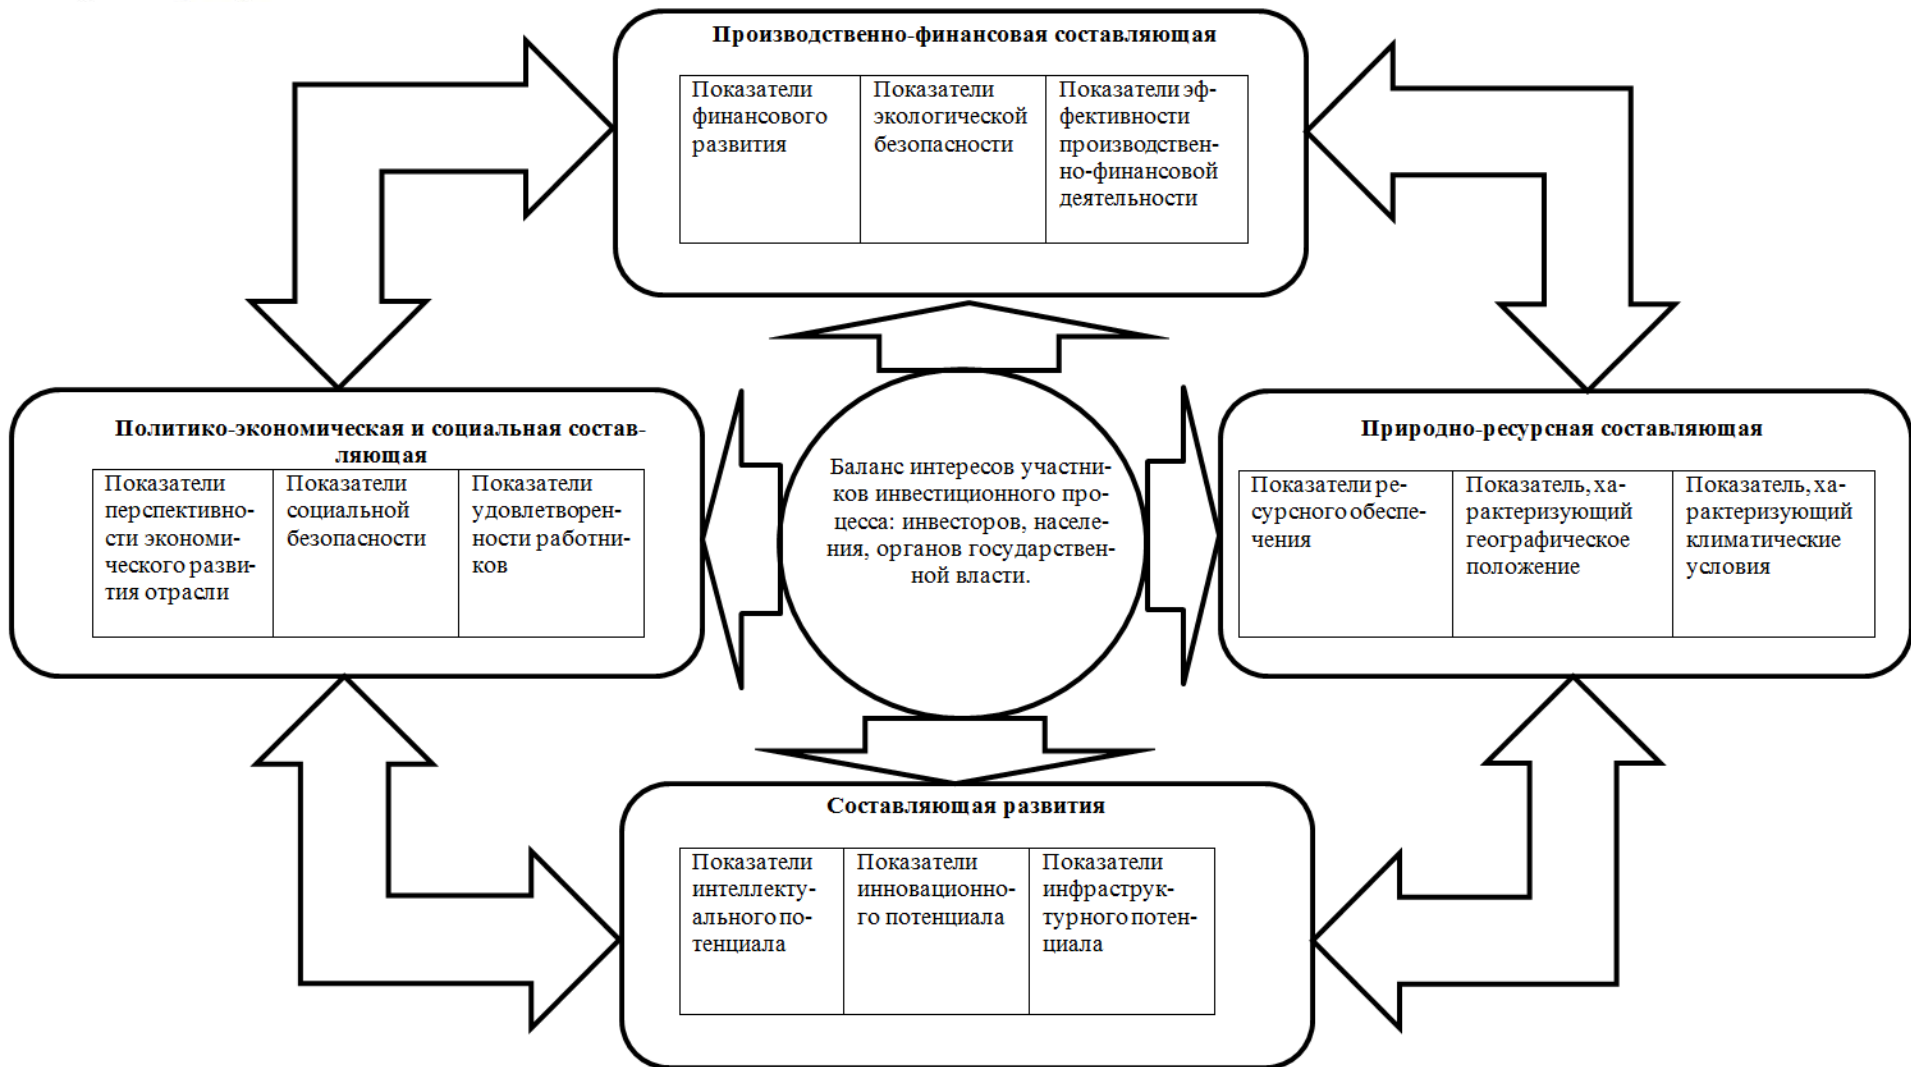 Производственно-финансовая составляющая
Показатели
финансового
развития
Показатели
экологической
безопасности
Показатели эф-
фективности
производствен-
но-финансовой
деятельности
Политико-экономическая и социальная состав-
ляющая
Показатели
перспективно-
сти экономи-
ческого разви-
тия отрасли
Показатели
социальной
безопасности
Показатели
удовлетворен-
ности работни-
ков
Баланс интересов участни-
ков инвестиционного про-
цесса: инвесторов, населе-
ния, органов государствен-
ной власти.
Природно-ресурсная составляющая
Показатели ре-
сурсного обеспе-
чения
Показатель, ха-
рактеризующий
географическое
положение
Показатель, ха-
рактеризующий
климатические
условия
Составляющая развития
Показатели
интеллекту-
ального по-
тенциала
Показатели
инновационно-
го потенциала
Показатели
инфраструк-
турного потен-
циала